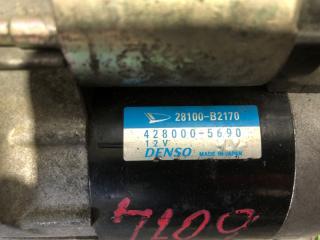 28100-B2170
428000-5690
12V
DENSO MADE IN JAPAN